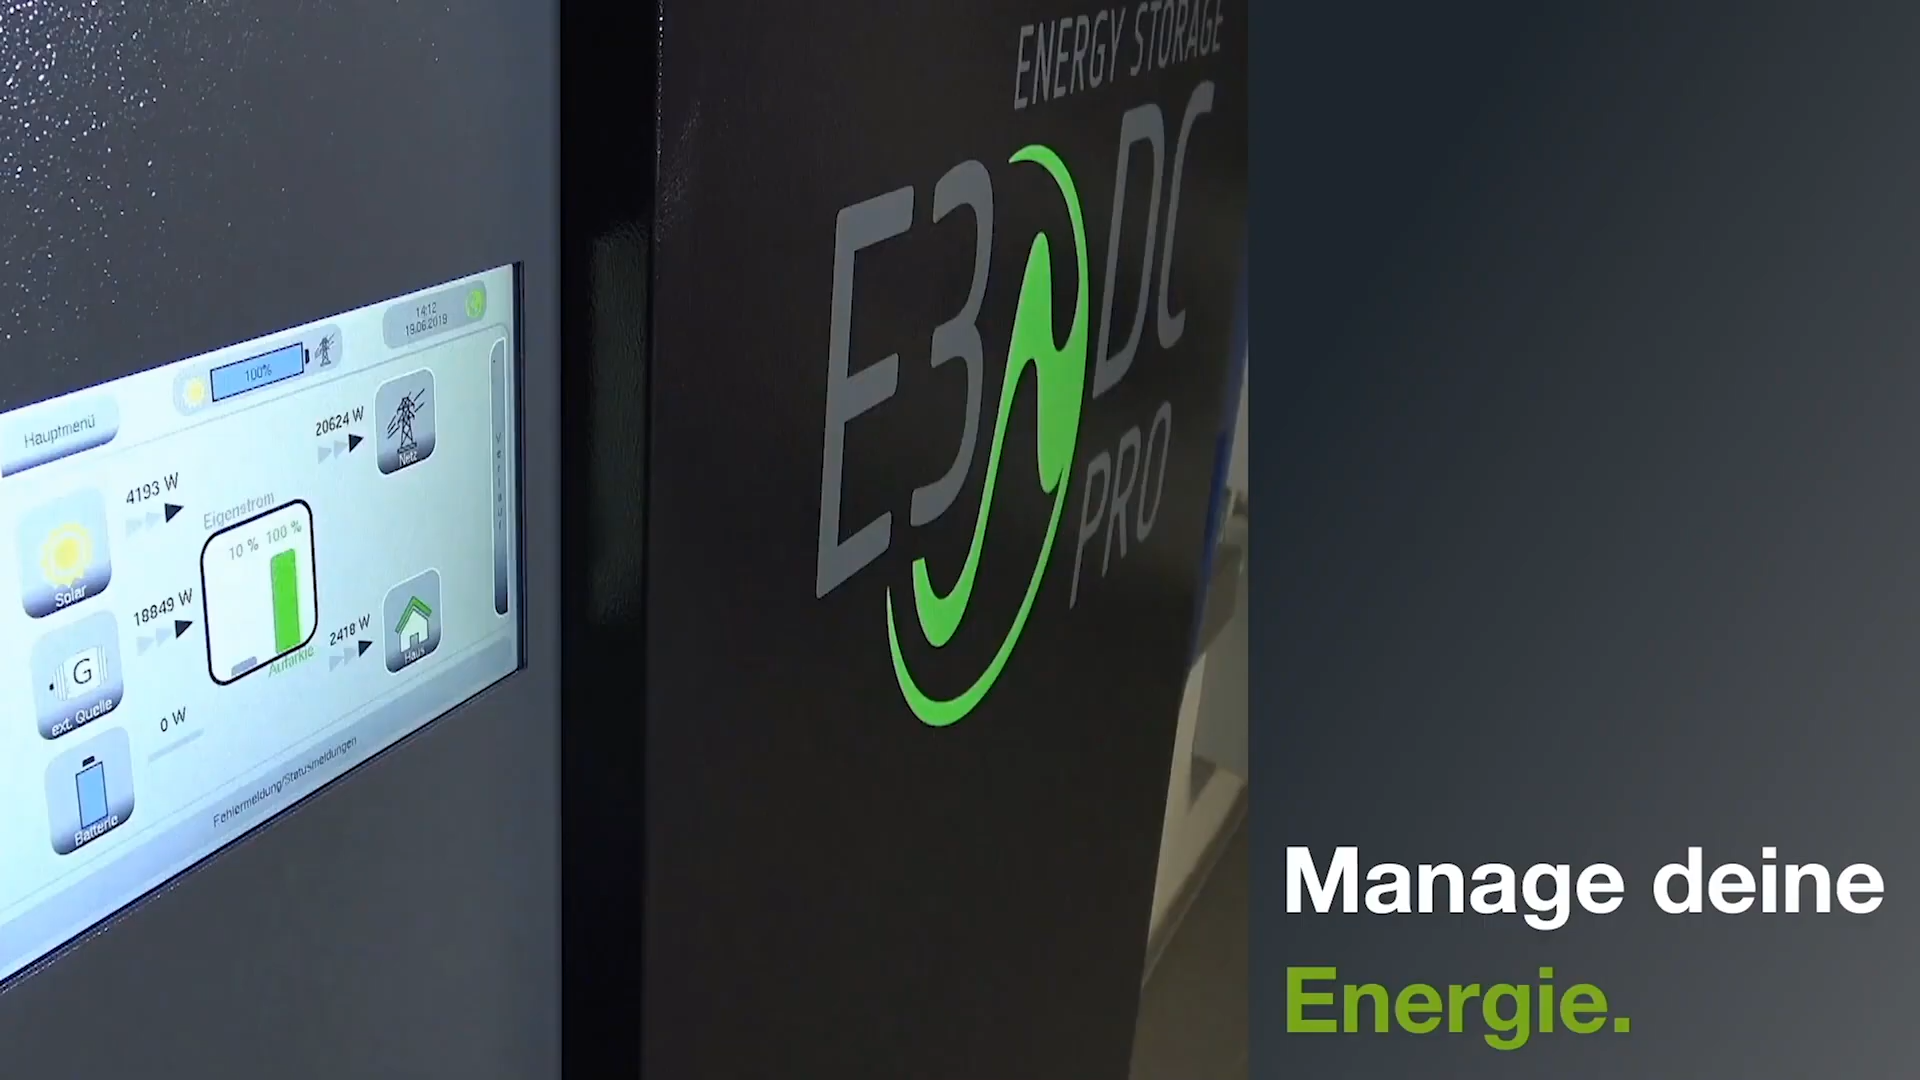 14:12
19.06.2019
100%
Hauptmenü
20624 W
Netz
4193 W
Eigenstrom
10 % 100 %
Solar
18849 W
2418 W
Autarkie
Haus
ext. Quelle
0 W
Batterie
Verlauf
Fehlermeldung/Statusmeldungen
ENERGY STORAGE
E3 DC
PRO
Manage deine
Energie.